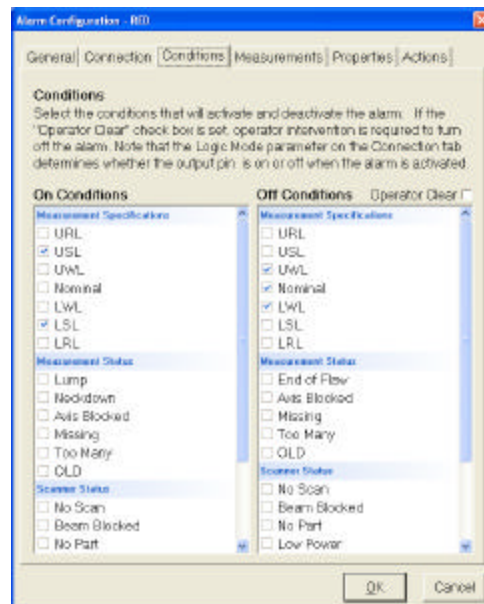 Alarm Configuration - RED
General Connection Conditions Measurements Properties Actions
Conditions
Select the conditions that will activate and deactivate the alarm. If the
"Operator Clear" check box is set, operator intervention is required to turn
off the alarm. Note that the Logic Mode parameter on the Connection tab
determines whether the output pin is on or off when the alarm is activated.
On Conditions
Measurement Specifications
URL
USL
UWL
Nominal
LWL
LSL
LRL
Measurement Status
Lump
Neckdown
Axis Blocked
Missing
Too Many
OLD
Scanner Status
No Scan
Beam Blocked
No Part
Off Conditions Operator Clear
Measurement Specifications
URL
USL
UWL
Nominal
LWL
LSL
LRL
Measurement Status
End of Flaw
Axis Blocked
Missing
Too Many
OLD
Scanner Status
No Scan
Beam Blocked
No Part
Low Power
OK Cancel